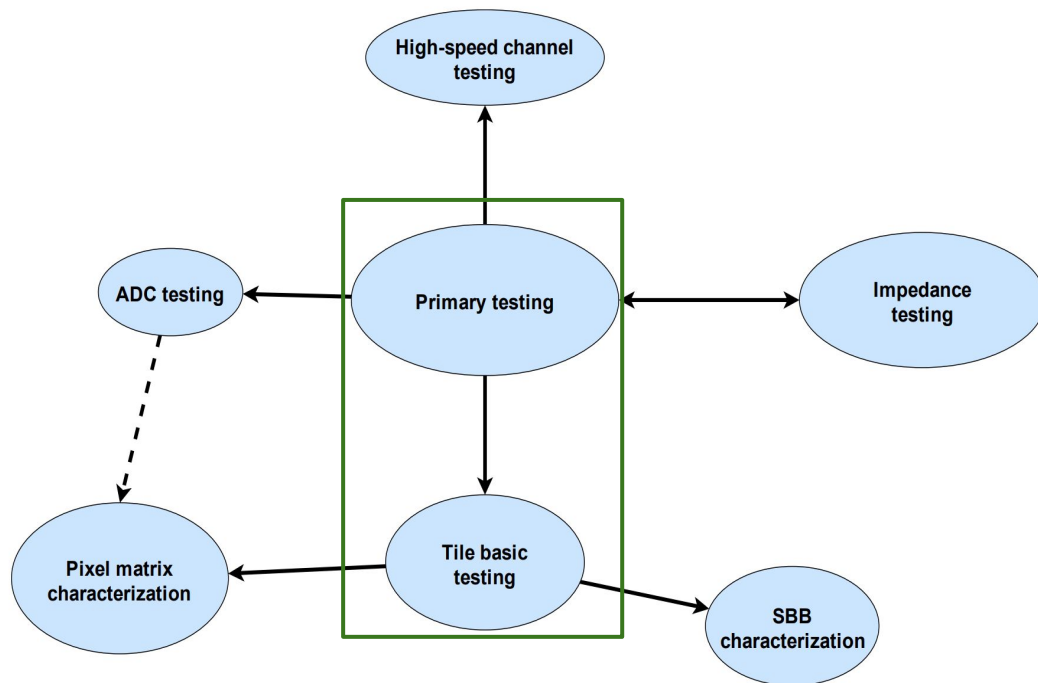 High-speed channel
testing
ADC testing
Primary testing
Impedance
testing
Pixel matrix
characterization
Tile basic
testing
SBB
characterization